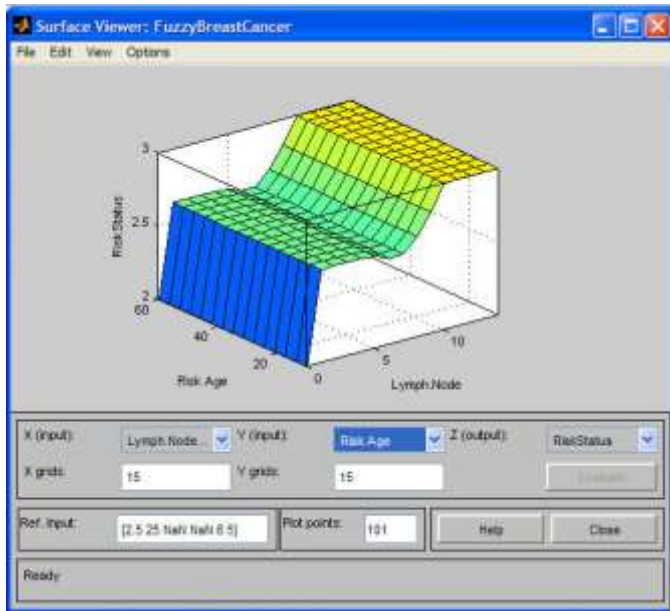 Surface Viewer: FuzzyBreastCancer
File Edit View Options
3
2.5
2
RiskStatus
60
40
20
0
5
10
Risk.Age
Lymph.Node
X (input): Lymph.Node... Y (input): Risk.Age Z (output): RiskStatus
X grids: 15 Y grids: 15
Ref. Input: [2.5 25 NaN NaN 6 5] Plot points: 101 Help Close
Ready